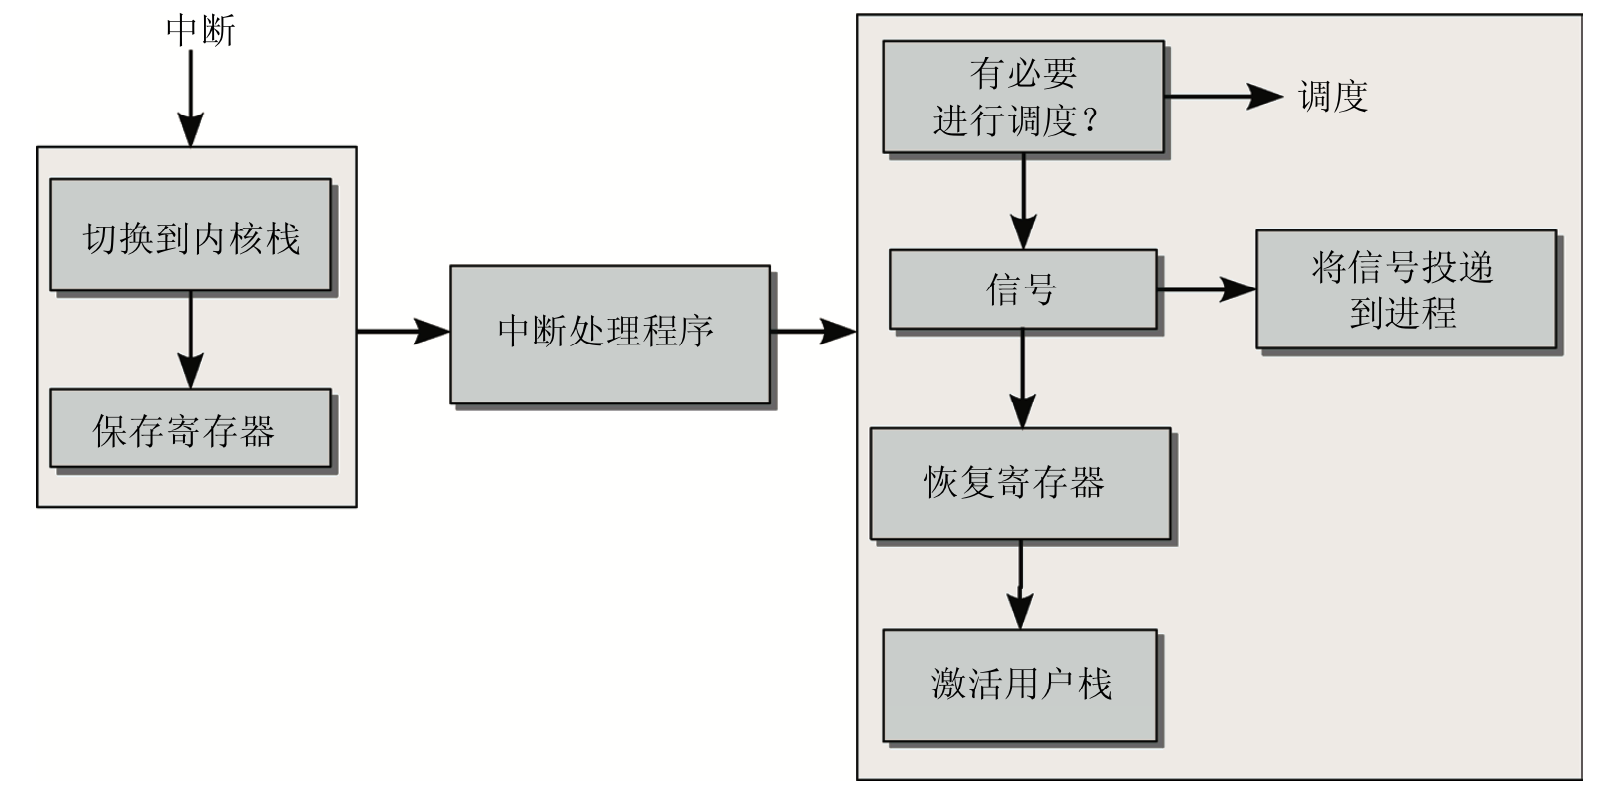 中断
切换到内核栈
保存寄存器
中断处理程序
有必要
进行调度?
调度
信号
将信号投递
到进程
恢复寄存器
激活用户栈